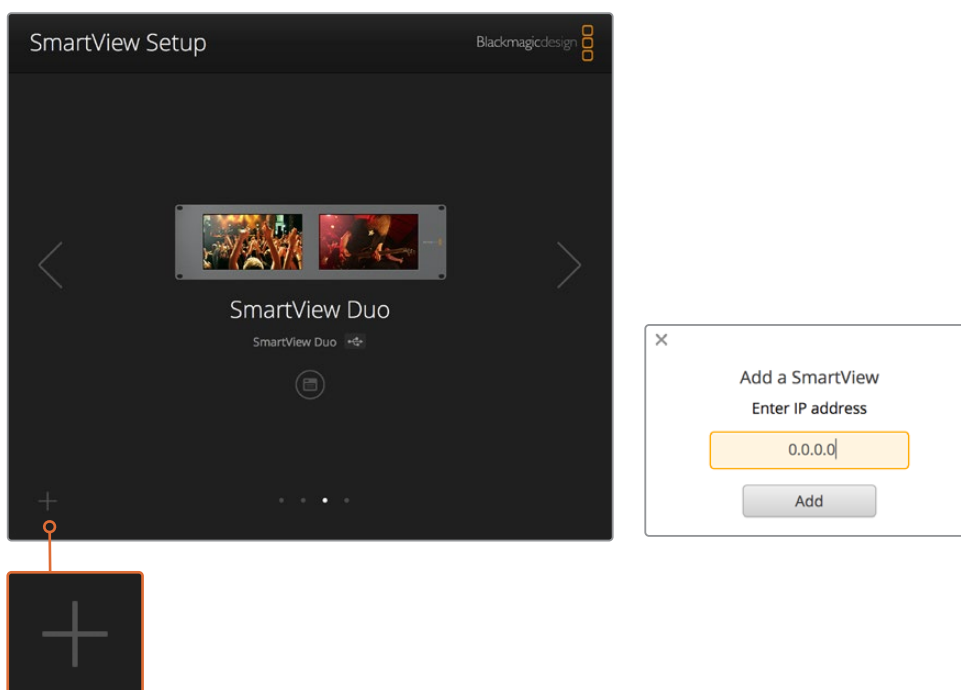 SmartView Setup
Blackmagicdesign
SmartView Duo
SmartView Duo
Add a SmartView
Enter IP address
0.0.0.0
Add